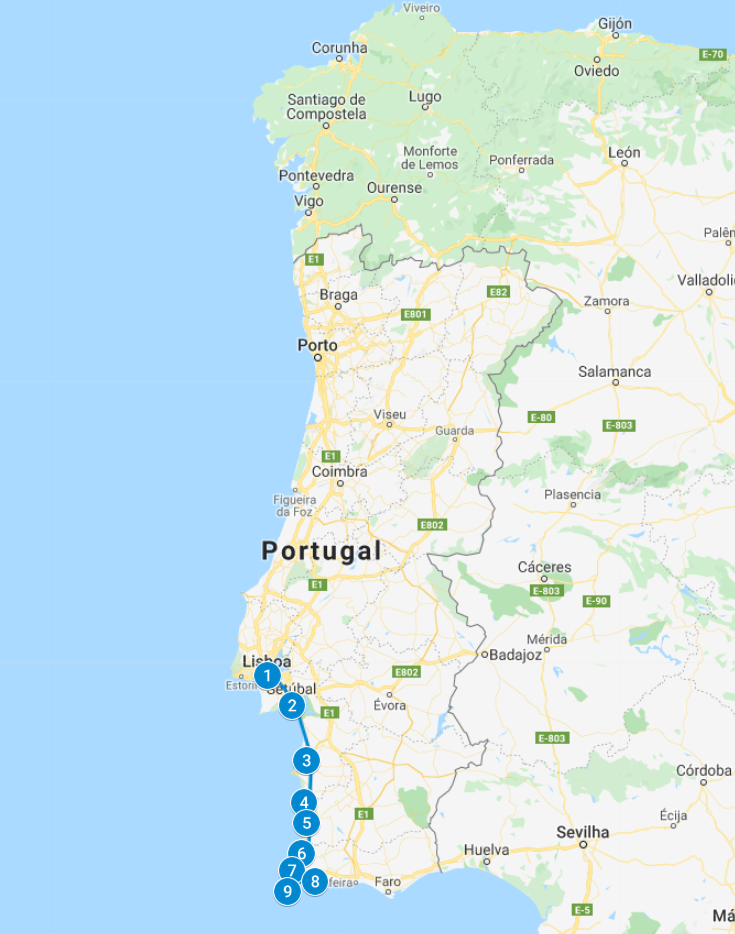 Viveiro
Gijón
Corunha
E-70
Oviedo
Santiago de
Compostela
Lugo
Monforte
de Lemos
León
Ponferrada
Pontevedra
Ourense
Vigo
Palên
E1
Valladoli
Braga
E82
Zamora
E801
Porto
Salamanca
Viseu
E-80
E-803
Guarda
E1
Coimbra
Plasencia
Figueira
da Foz
E802
Portugal
Cáceres
E1
E-803
E-90
Mérida
Badajoz
Lisboa
1
E802
Estori
Setúbal
Évora
2
E1
E-803
3
Córdoba
4
E1
Écija
5
Sevilha
6
Huelva
7
8
feira
Faro
9
E-5
Má